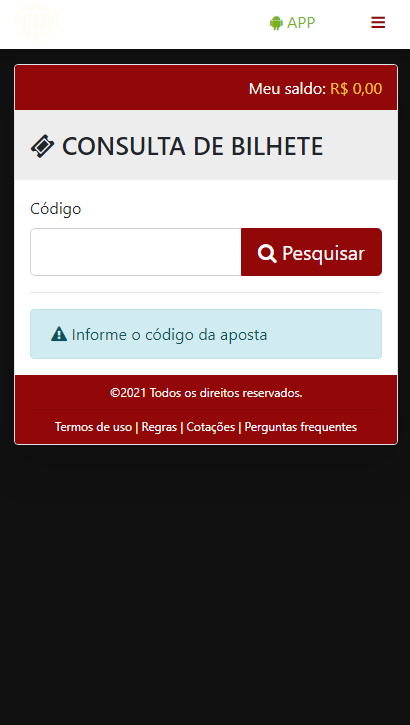 APP
Meu saldo: R$ 0,00
CONSULTA DE BILHETE
Código
Pesquisar
Informe o código da aposta
©2021 Todos os direitos reservados.
Termos de uso | Regras | Cotações | Perguntas frequentes